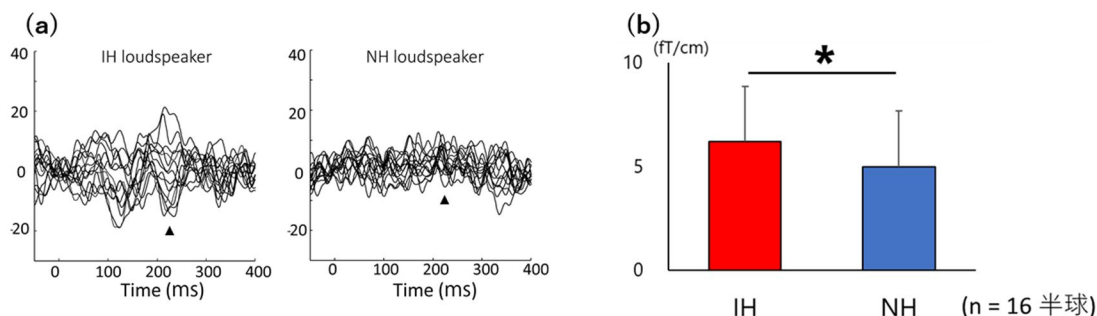 (a)
IH loudspeaker
40
20
0
-20
0 100 200 300 400
Time (ms)
NH loudspeaker
40
20
0
-20
0 100 200 300 400
Time (ms)
(b)
(fT/cm)
10
5
0
*
IH NH (n = 16 半球)